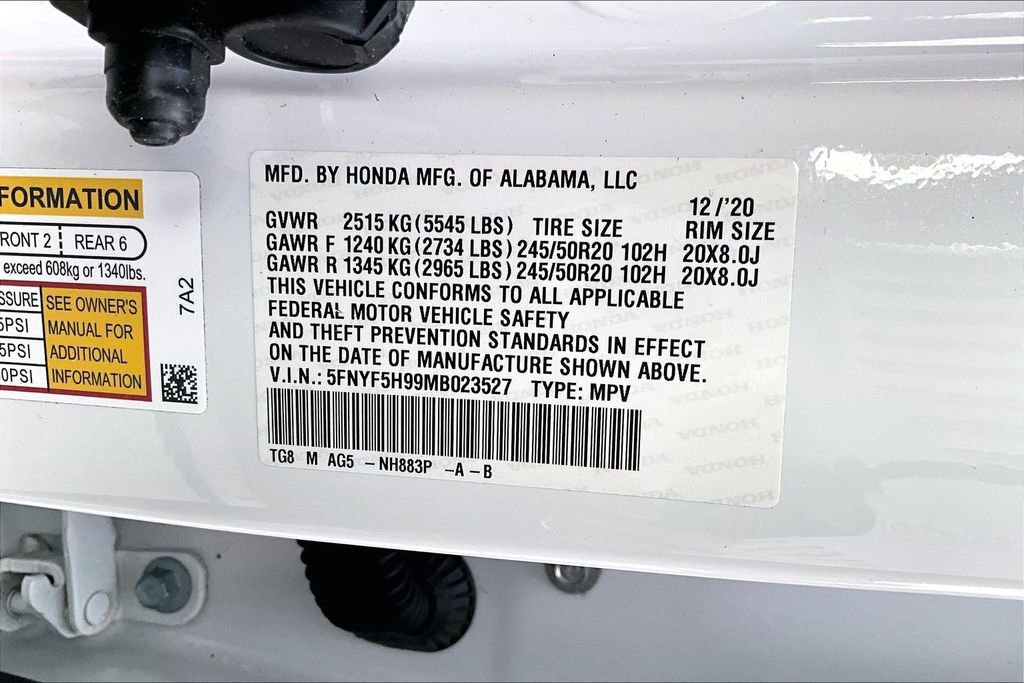 FORMATION
RONT 2 REAR 6
exceed 608kg or 1340lbs.
SSURE SEE OWNER'S
5PSI MANUAL FOR
5PSI ADDITIONAL
0PSI INFORMATION
7A2
MFD. BY HONDA MFG. OF ALABAMA, LLC
12/'20
GVWR 2515 KG (5545 LBS) TIRE SIZE RIM SIZE
GAWR F 1240 KG (2734 LBS) 245/50R20 102H 20X8.0J
GAWR R 1345 KG (2965 LBS) 245/50R20 102H 20X8.0J
THIS VEHICLE CONFORMS TO ALL APPLICABLE
FEDERAL MOTOR VEHICLE SAFETY
AND THEFT PREVENTION STANDARDS IN EFFECT
ON THE DATE OF MANUFACTURE SHOWN ABOVE.
V.I.N.: 5FNYF5H99MB023527 TYPE: MPV
TG8 M AG5 - NH883P -A-B